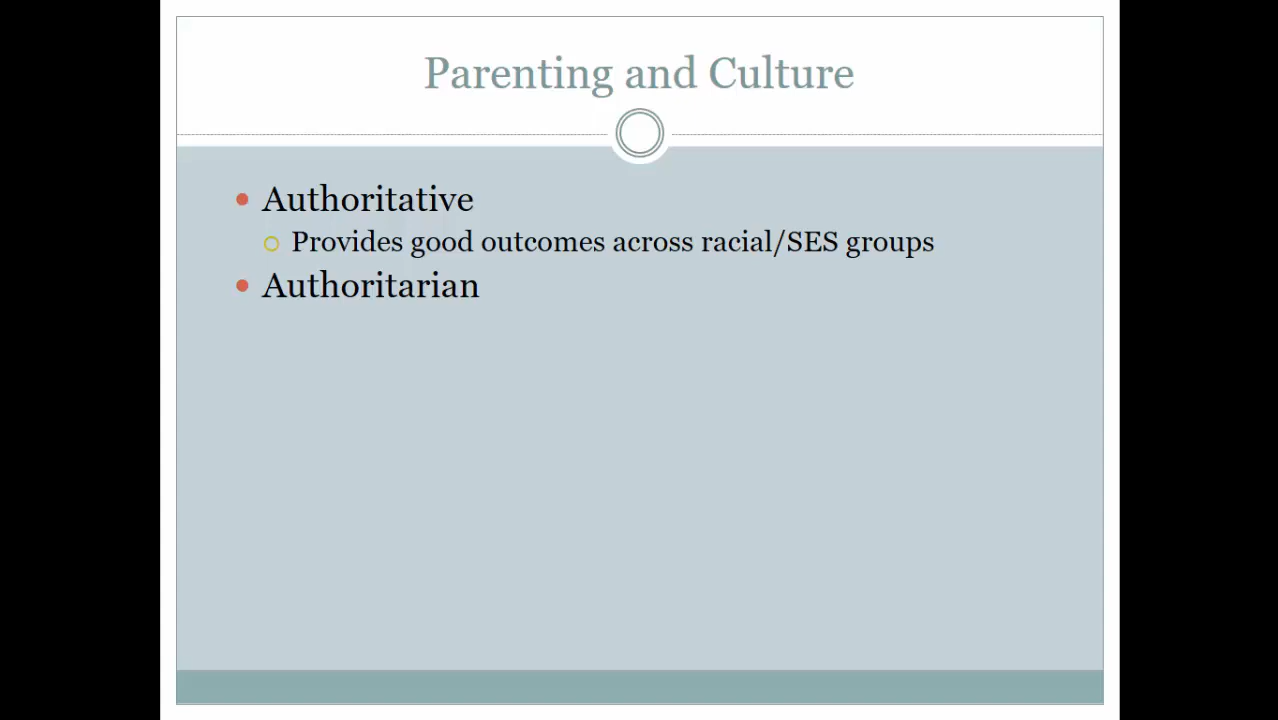 Parenting and Culture
Authoritative
Provides good outcomes across racial/SES groups
Authoritarian